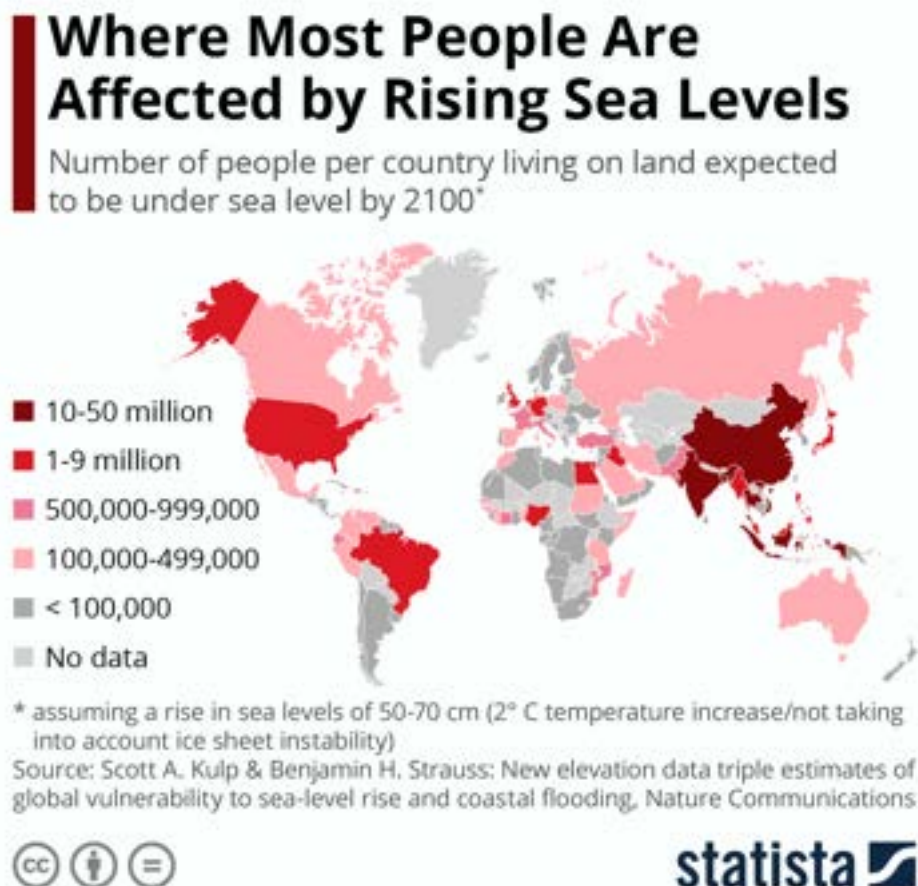 Where Most People Are
Affected by Rising Sea Levels
Number of people per country living on land expected
to be under sea level by 2100*
10-50 million
1-9 million
500,000-999,000
100,000-499,000
< 100,000
No data
* assuming a rise in sea levels of 50-70 cm (2° C temperature increase/not taking
into account ice sheet instability)
Source: Scott A. Kulp & Benjamin H. Strauss: New elevation data triple estimates of
global vulnerability to sea-level rise and coastal flooding, Nature Communications
cc
statista